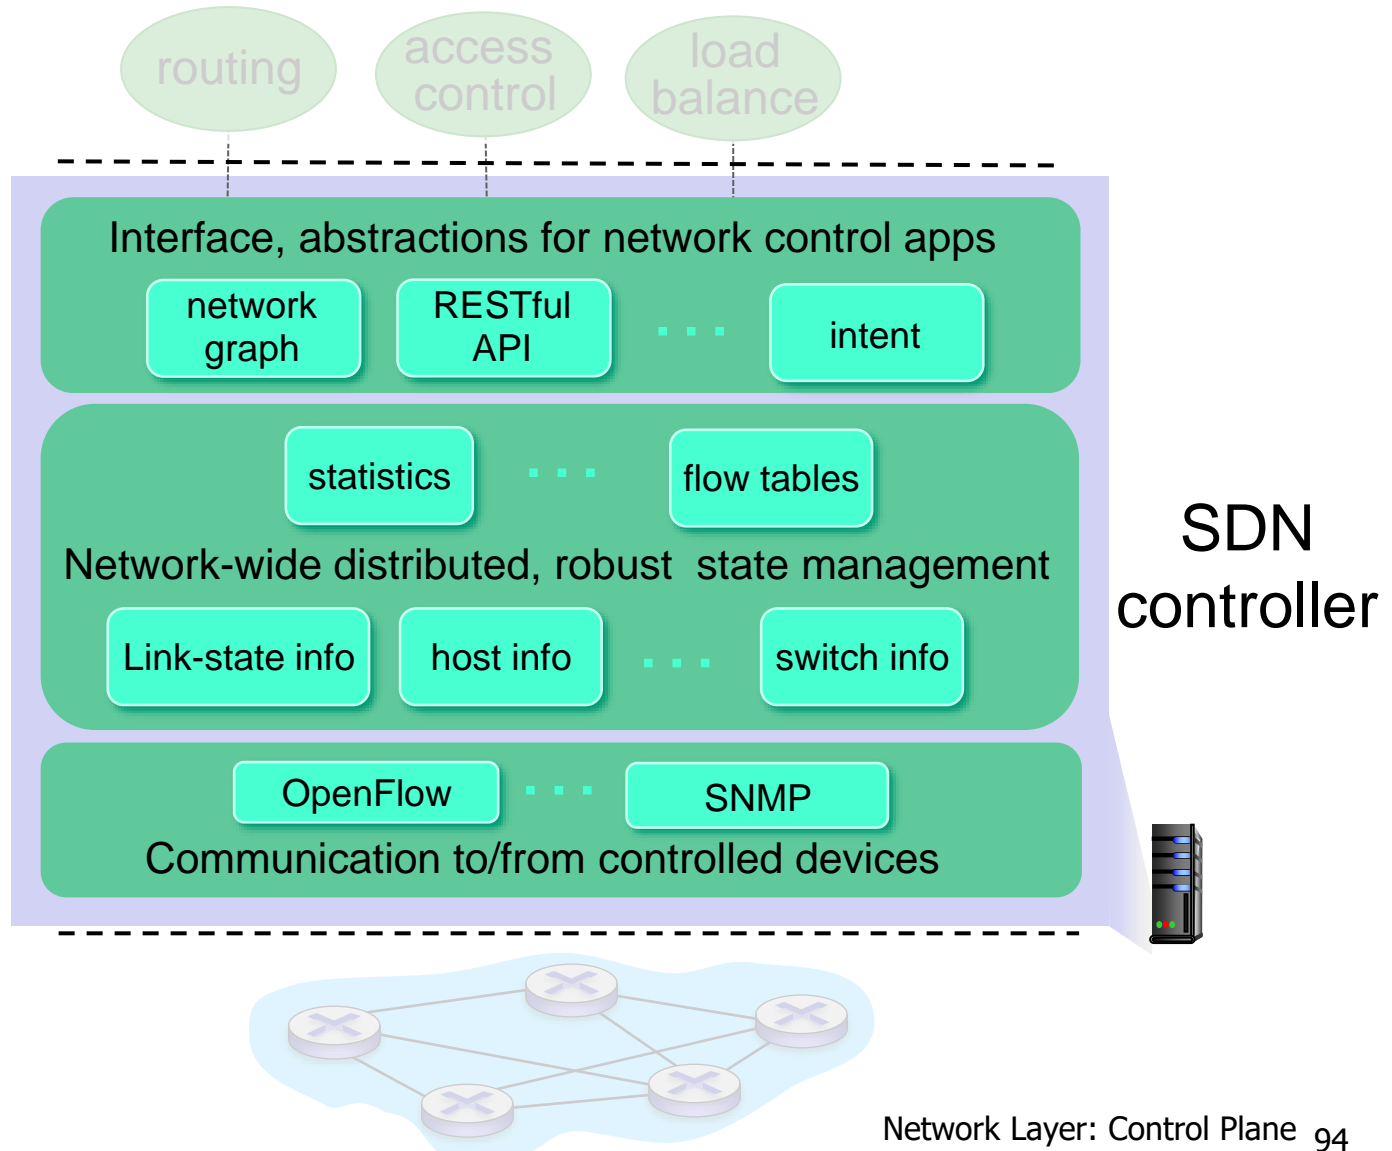 routing
access
control
load
balance
Interface, abstractions for network control apps
network
graph
RESTful
API
. . .
intent
statistics
. . .
flow tables
Network-wide distributed, robust  state management
Link-state info
host info
. . .
switch info
OpenFlow
. . .
SNMP
Communication to/from controlled devices
SDN
controller
Network Layer: Control Plane 94